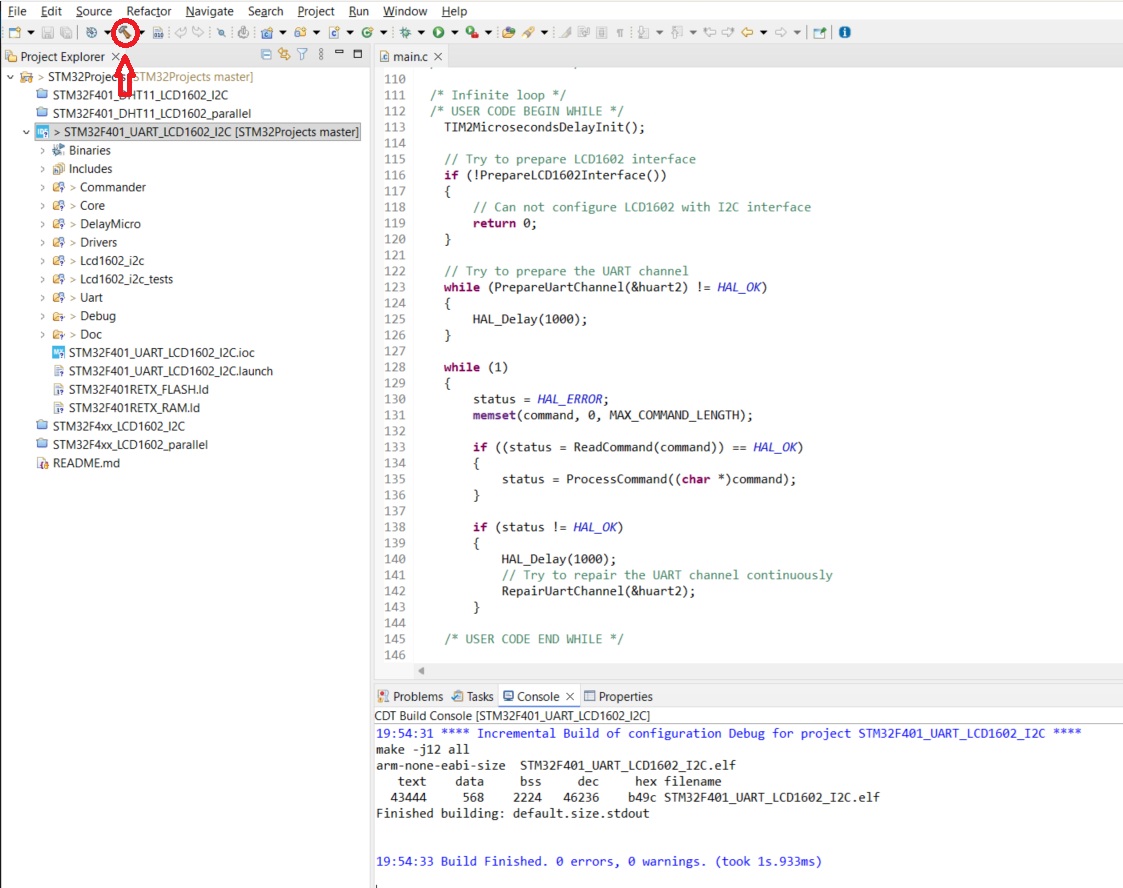 File Edit Source Refactor Navigate Search Project Run Window Help
Project Explorer
main.c
> STM32Projects [STM32Projects master]
STM32F401_DHT11_LCD1602_I2C
STM32F401_DHT11_LCD1602_parallel
> STM32F401_UART_LCD1602_I2C [STM32Projects master]
Binaries
Includes
> Commander
> Core
> DelayMicro
> Drivers
> Lcd1602_i2c
> Lcd1602_i2c_tests
> Uart
> Debug
> Doc
STM32F401_UART_LCD1602_I2C.ioc
STM32F401_UART_LCD1602_I2C.launch
STM32F401RETX_FLASH.ld
STM32F401RETX_RAM.ld
STM32F4xx_LCD1602_I2C
STM32F4xx_LCD1602_parallel
README.md
110
111 /* Infinite loop */
112 /* USER CODE BEGIN WHILE */
113 TIM2MicrosecondsDelayInit();
114
115 // Try to prepare LCD1602 interface
116 if (!PrepareLCD1602Interface())
117 {
118 // Can not configure LCD1602 with I2C interface
119 return 0;
120 }
121
122 // Try to prepare the UART channel
123 while (PrepareUartChannel(&huart2) != HAL_OK)
124 {
125 HAL_Delay(1000);
126 }
127
128 while (1)
129 {
130 status = HAL_ERROR;
131 memset(command, 0, MAX_COMMAND_LENGTH);
132
133 if ((status = ReadCommand(command)) == HAL_OK)
134 {
135 status = ProcessCommand((char *)command);
136 }
137
138 if (status != HAL_OK)
139 {
140 HAL_Delay(1000);
141 // Try to repair the UART channel continuously
142 RepairUartChannel(&huart2);
143 }
144
145 /* USER CODE END WHILE */
146
Problems Tasks Console Properties
CDT Build Console [STM32F401_UART_LCD1602_I2C]
19:54:31 **** Incremental Build of configuration Debug for project STM32F401_UART_LCD1602_I2C ****
make -j12 all
arm-none-eabi-size STM32F401_UART_LCD1602_I2C.elf
text data bss dec hex filename
43444 568 2224 46236 b49c STM32F401_UART_LCD1602_I2C.elf
Finished building: default.size.stdout
19:54:33 Build Finished. 0 errors, 0 warnings. (took 1s.933ms)